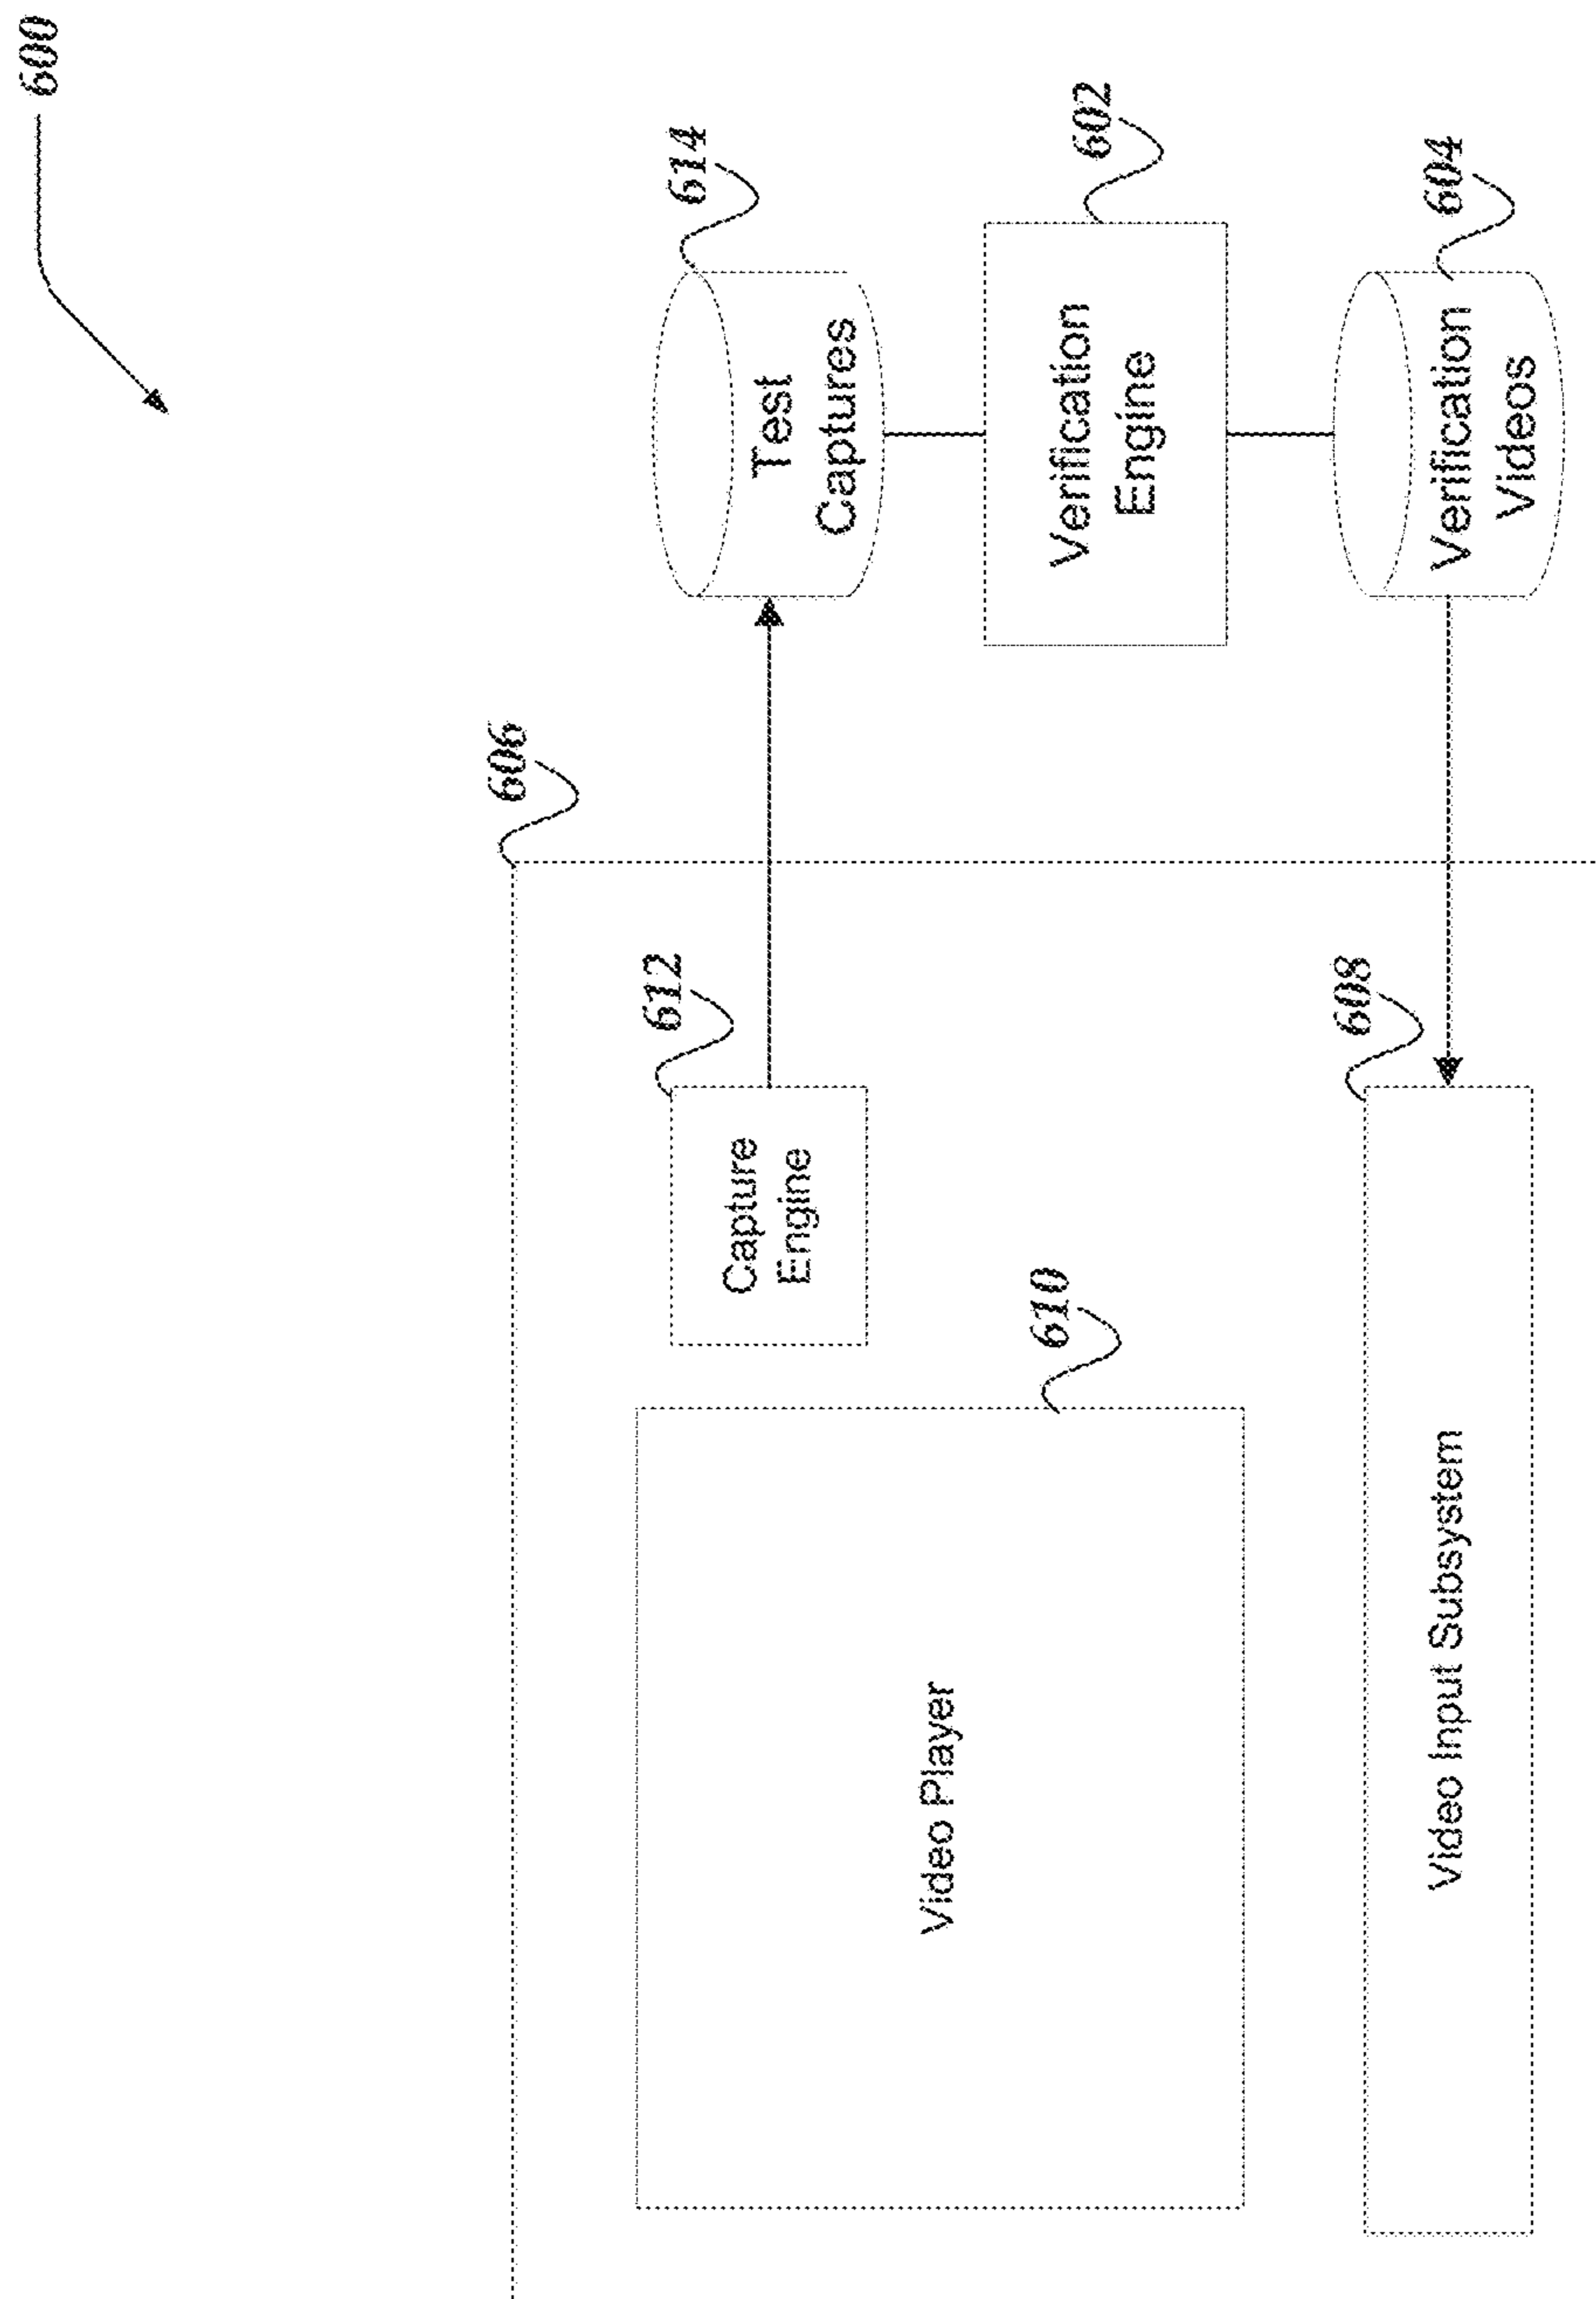 600
606
612
Capture
Engine
614
Test
Captures
610
Video Player
602
Verification
Engine
608
Video Input Subsystem
604
Verification
Videos